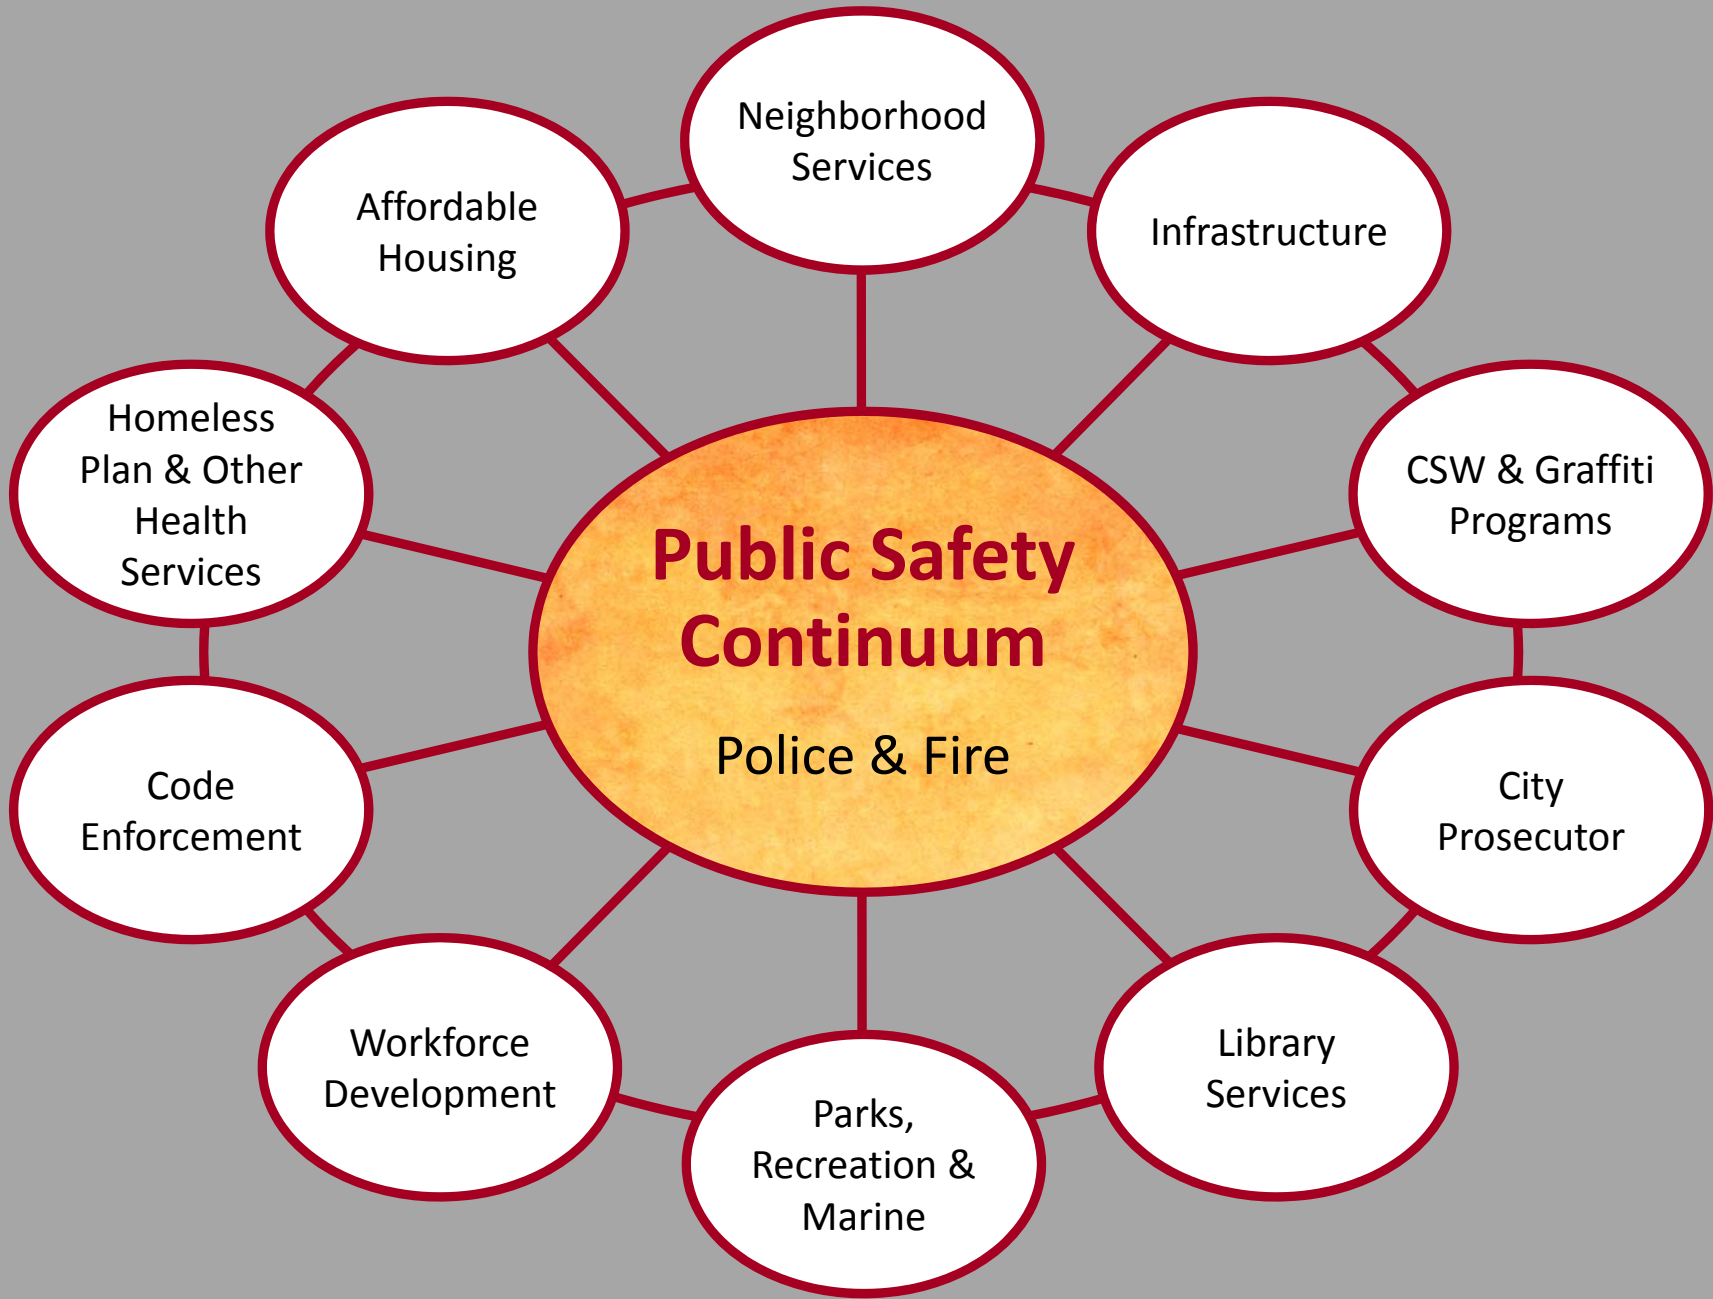 Neighborhood
Services
Affordable
Housing
Infrastructure
Homeless
Plan & Other
Health
Services
CSW & Graffiti
Programs
Public Safety
Continuum
Police & Fire
Code
Enforcement
City
Prosecutor
Workforce
Development
Library
Services
Parks,
Recreation &
Marine